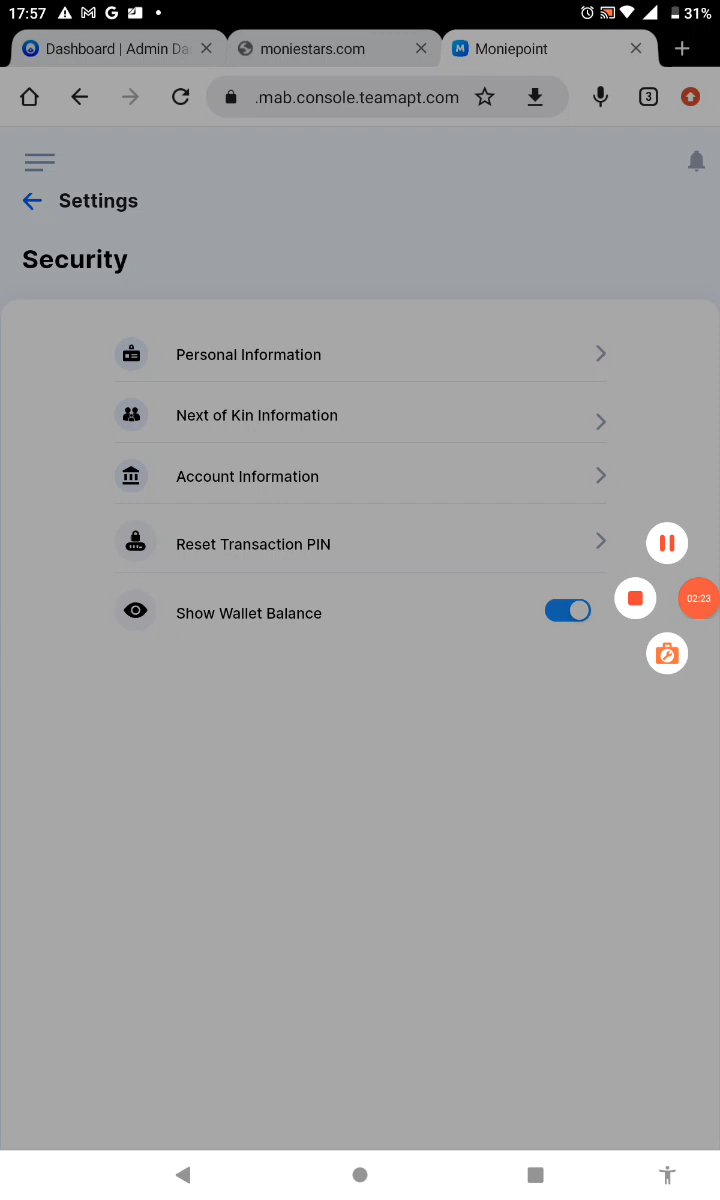 17:57 31%
Dashboard | Admin Da
moniestars.com
Moniepoint
.mab.console.teamapt.com
3
Settings
Security
Personal Information
Next of Kin Information
Account Information
Reset Transaction PIN
02:23
Show Wallet Balance